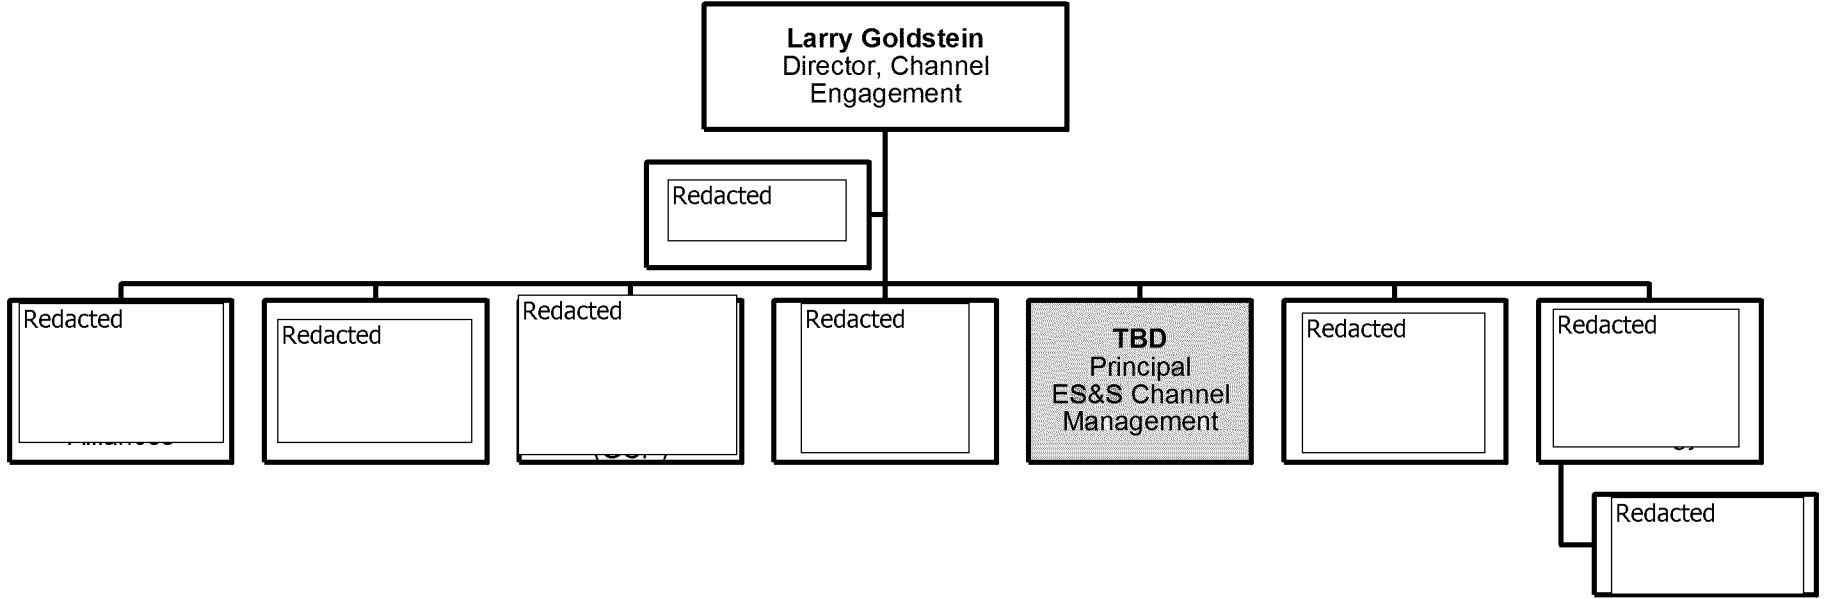 Larry Goldstein
Director, Channel
Engagement
Redacted
Redacted
Redacted
Redacted
Redacted
TBD
Principal
ES&S Channel
Management
Redacted
Redacted
Redacted